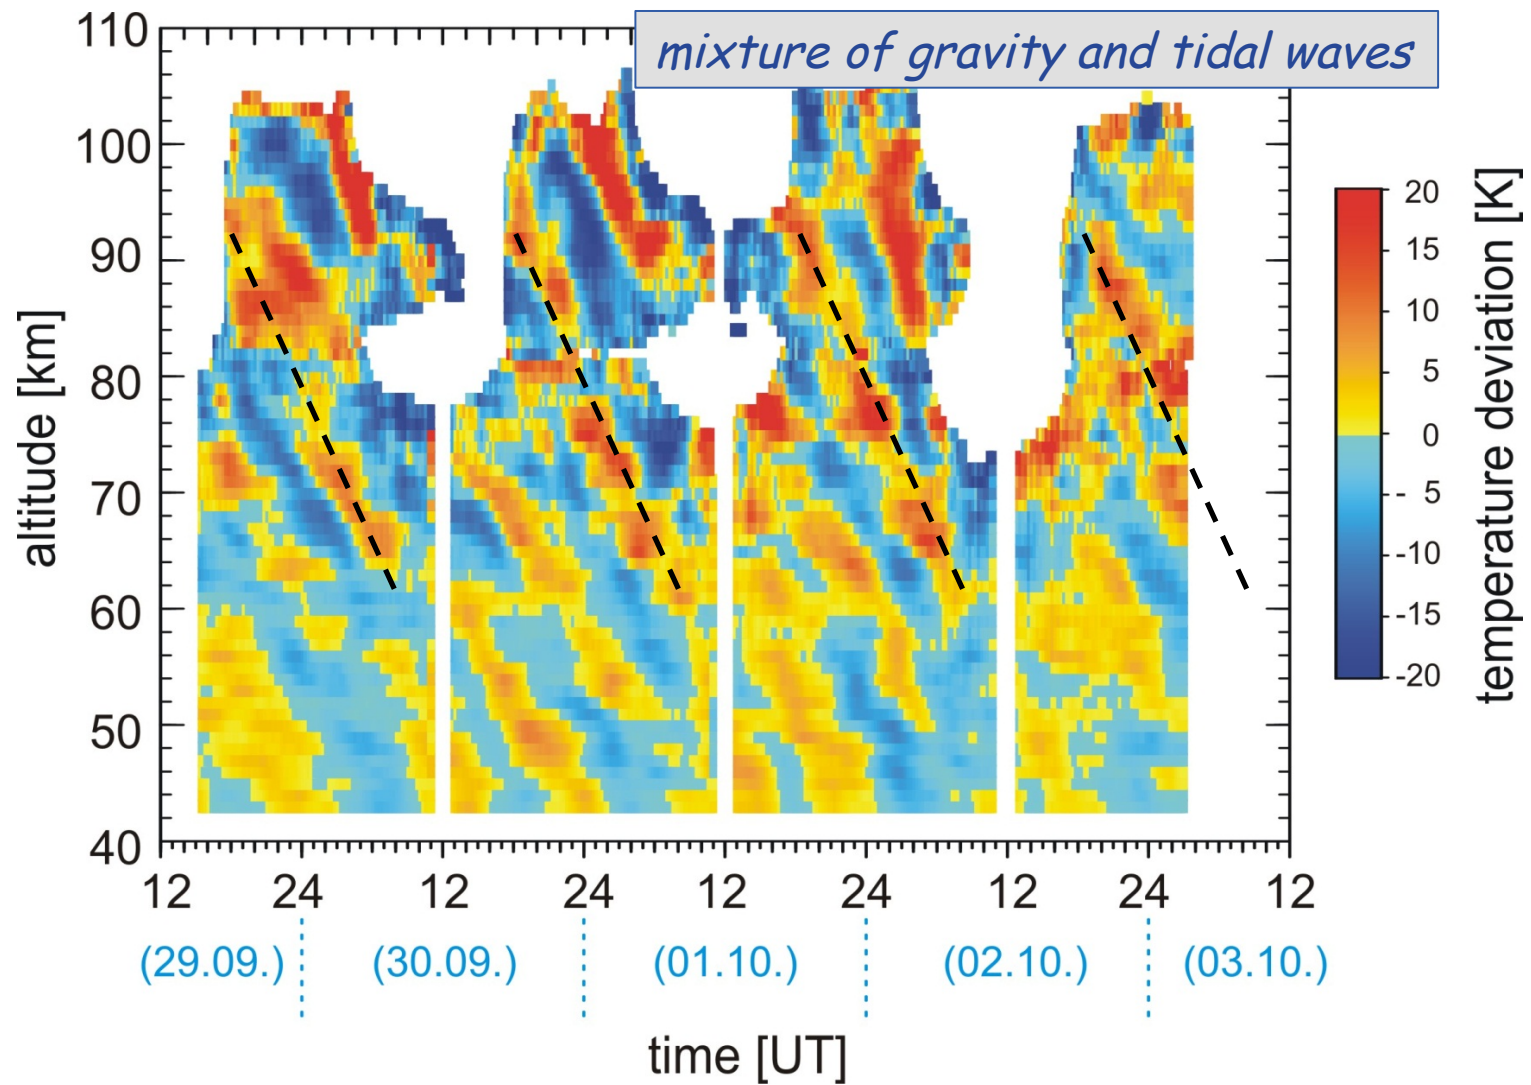 mixture of gravity and tidal waves
110
100
90
80
70
60
50
40
altitude [km]
12 24 12 24 12 24 12 24 12
(29.09.) (30.09.) (01.10.) (02.10.) (03.10.)
time [UT]
20
15
10
5
0
- 5
-10
-15
-20
temperature deviation [K]